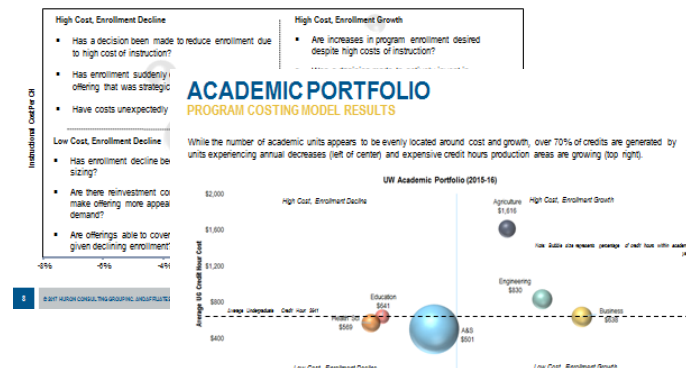 High Cost, Enrollment Decline
Has a decision been made to reduce enrollment due
to high cost of instruction?
Has enrollment suddenly
offering that was strategic
Have costs unexpectedly
Low Cost, Enrollment Decline
Has enrollment decline bee
sizing?
Are there reinvestment co
make offering more appea
demand?
Are offerings able to cover
given declining enrollment?
Instructional Cost Per CH
-8% -6% -4%
8
© 2017 HURON CONSULTING GROUP INC. AND AFFILIATES
High Cost, Enrollment Growth
Are increases in program enrollment desired
despite high costs of instruction?
ACADEMIC PORTFOLIO
PROGRAM COSTING MODEL RESULTS
While the number of academic units appears to be evenly located around cost and growth, over 70% of credits are generated by
units experiencing annual decreases (left of center) and expensive credit hours production areas are growing (top right).
UW Academic Portfolio (2015-16)
Average UG Credit Hour Cost
$2,000
$1,600
$1,200
$800
$400
High Cost, Enrollment Decline
High Cost, Enrollment Growth
Agriculture
$1,616
Note: Bubble size represents percentage of credit hours within academ
Engineering
$830
Education
$641
Average Undergraduate Credit Hour $641
Health Sci
$569
A&S
$501
Business
$638
Low Cost, Enrollment Decline
Low Cost, Enrollment Growth